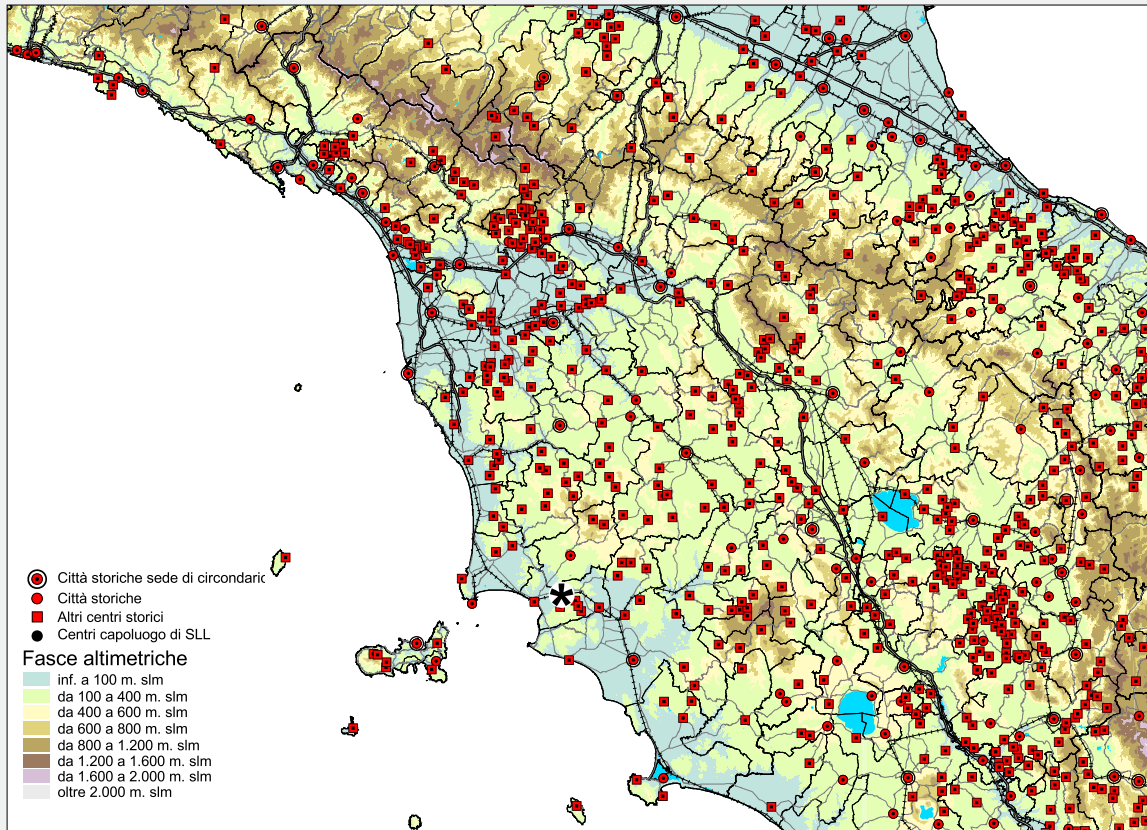 Città storiche sede di circondaric
Città storiche
Altri centri storici
Centri capoluogo di SLL
Fasce altimetriche
inf. a 100 m. slm
da 100 a 400 m. slm
da 400 a 600 m. slm
da 600 a 800 m. slm
da 800 a 1.200 m. slm
da 1.200 a 1.600 m. slm
da 1.600 a 2.000 m. slm
oltre 2.000 m. slm
*